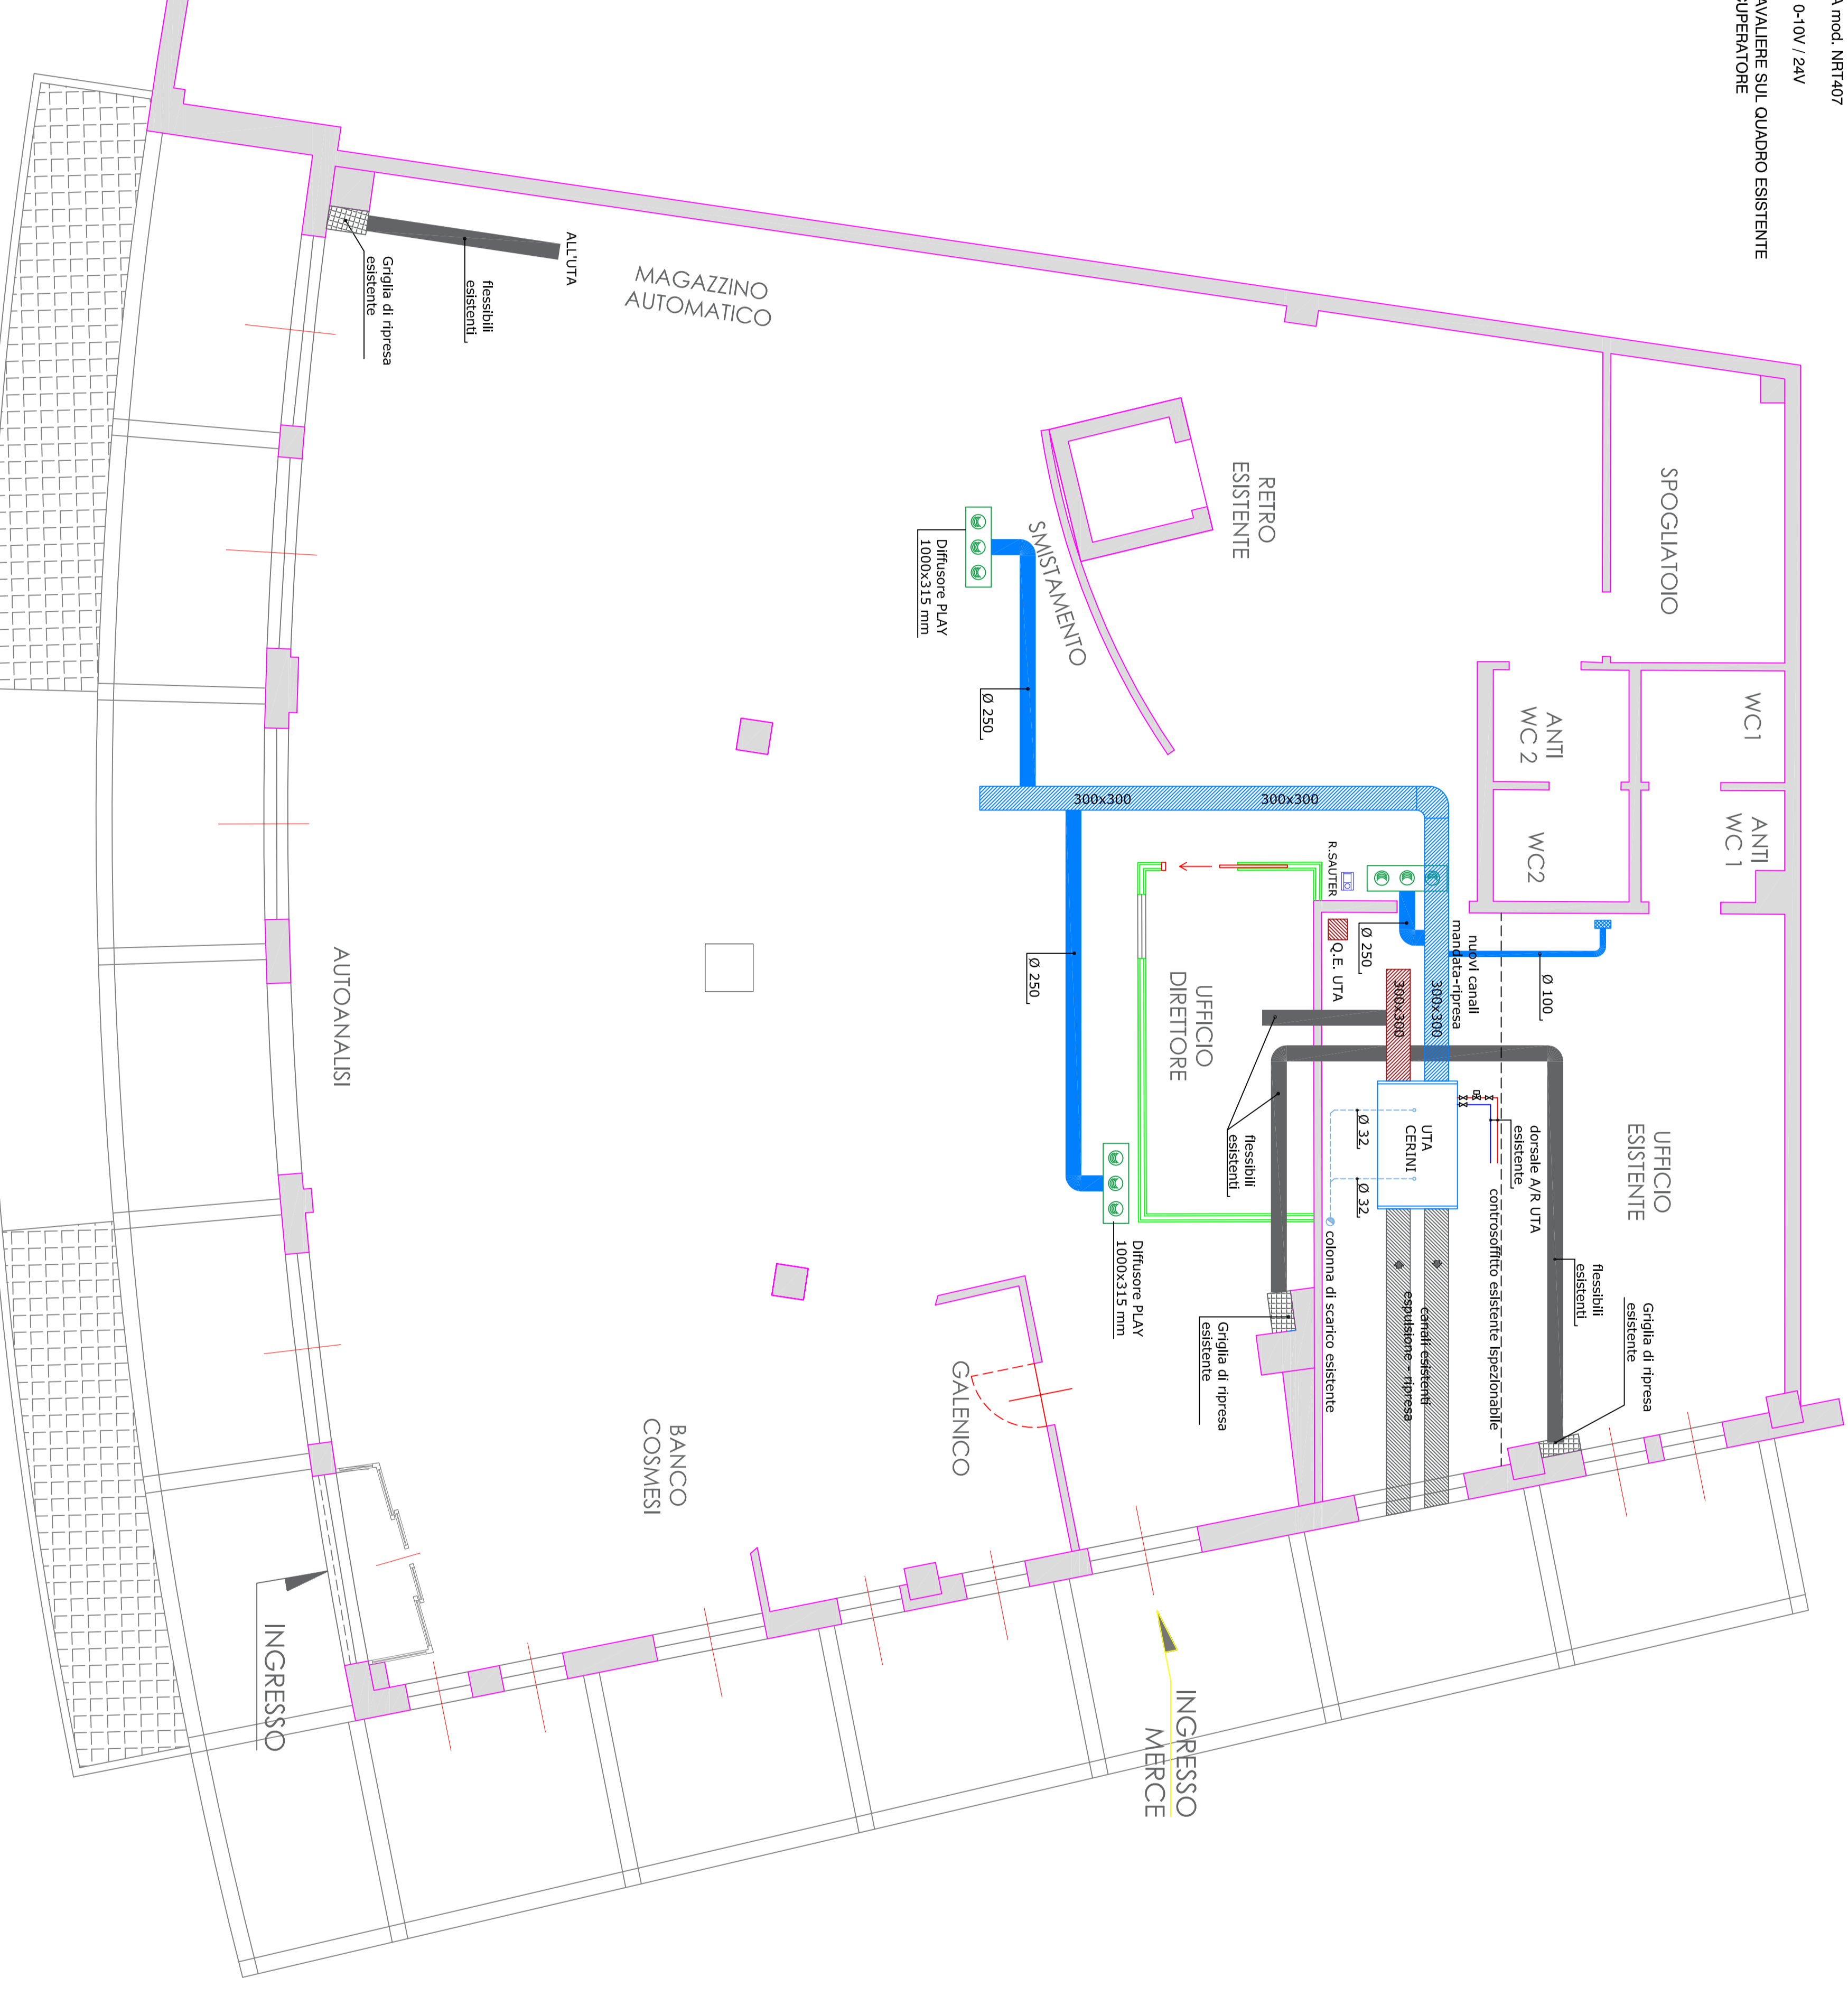 A mod. NRT407
0-10V / 24V
AVALIERE SUL QUADRO ESISTENTE
CUPERATORE
SPOGLIATOIO
WC1
ANTI
WC 1
ANTI
WC 2
WC2
UFFICIO
ESISTENTE
Griglia di ripresa
esistente
flessibili
esistenti
Ø 100
dorsale A/R UTA
esistente
controsoffitto esistente ispezionabile
nuovi canali
mandata-ripresa
300x300
300x300
UTA
CERINI
canali esistenti
espulsione - ripresa
Ø 250
Ø 32
Ø 32
R.SAUTER
Q.E. UTA
colonna di scarico esistente
300x300
300x300
RETRO
ESISTENTE
flessibili
esistenti
Griglia di ripresa
esistente
UFFICIO
DIRETTORE
INGRESSO
MERCE
Diffusore PLAY
1000x315 mm
SMISTAMENTO
Ø 250
Ø 250
Diffusore PLAY
1000x315 mm
GALENICO
MAGAZZINO
AUTOMATICO
BANCO
COSMESI
ALL'UTA
flessibili
esistenti
Griglia di ripresa
esistente
AUTOANALISI
INGRESSO